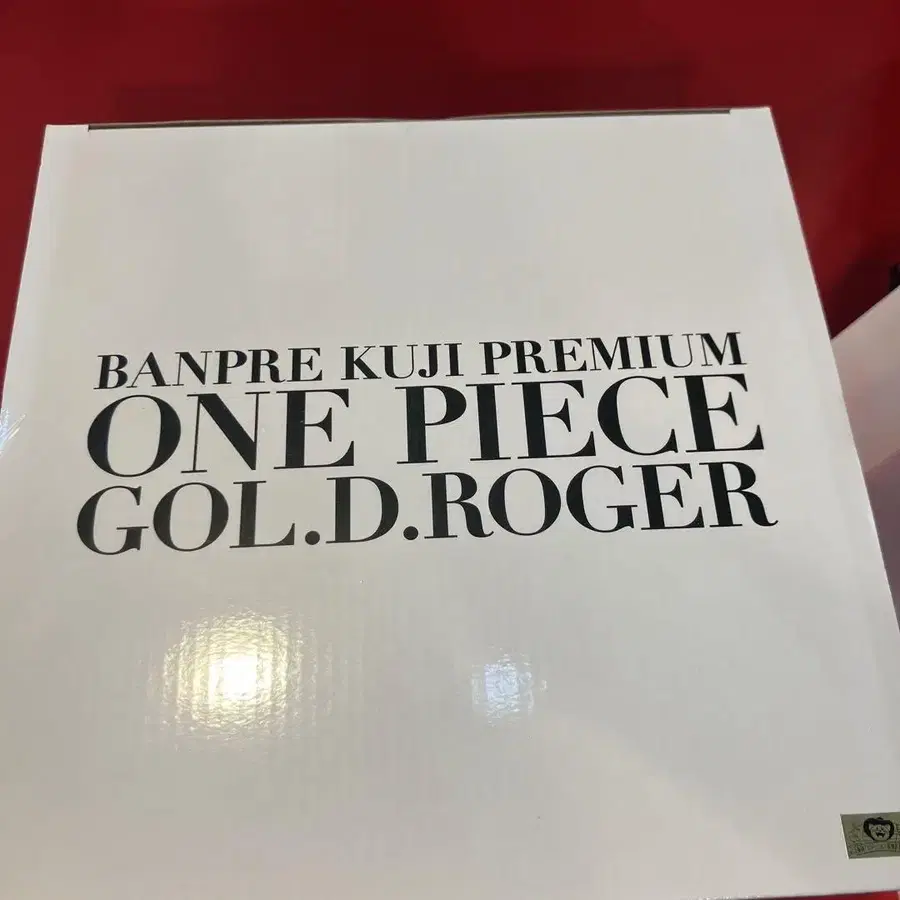 BANPRE KUJI PREMIUM
ONE PIECE
GOL.D.ROGER